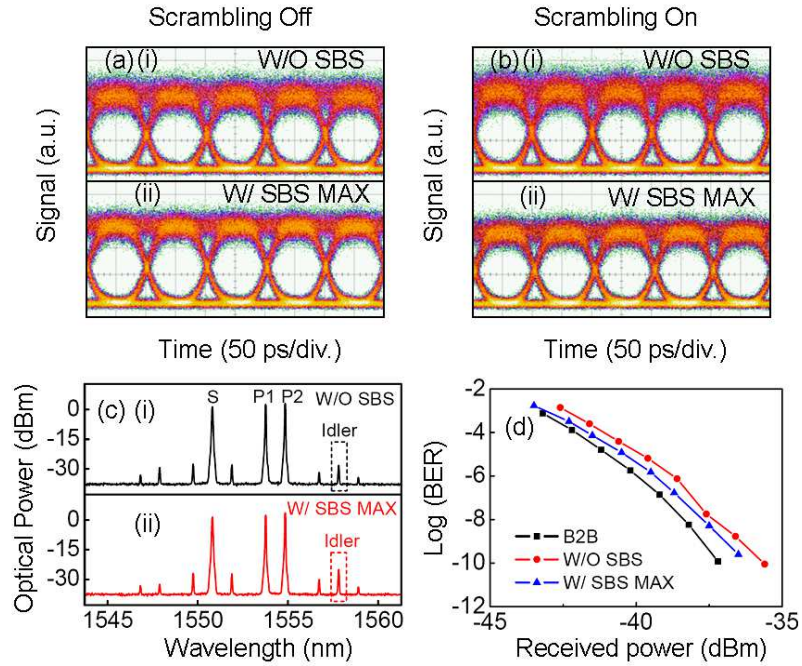 Scrambling Off
Scrambling On
(a) (i) W/O SBS
(ii) W/ SBS MAX
Signal (a.u.)
Time (50 ps/div.)
(b) (i) W/O SBS
(ii) W/ SBS MAX
Signal (a.u.)
Time (50 ps/div.)
(c) (i) S P1 P2 W/O SBS
Idler
(ii) W/ SBS MAX
Idler
Optical Power (dBm)
0
-15
-30
0
-15
-30
1545 1550 1555 1560
Wavelength (nm)
(d)
Log (BER)
-2
-4
-6
-8
-10
-12
B2B
W/O SBS
W/ SBS MAX
-45 -40 -35
Received power (dBm)